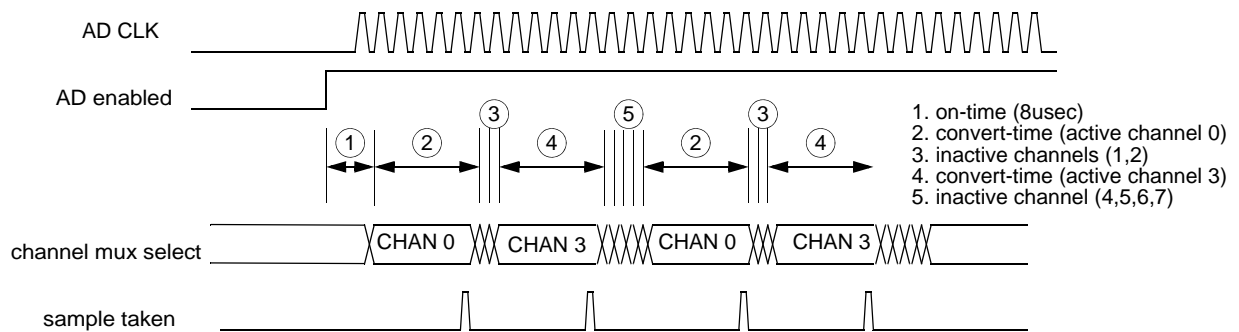 AD CLK
AD enabled
3
5
3
1
2
4
2
4
1. on-time (8usec)
2. convert-time (active channel 0)
3. inactive channels (1,2)
4. convert-time (active channel 3)
5. inactive channel (4,5,6,7)
channel mux select
CHAN 0
CHAN 3
CHAN 0
CHAN 3
sample taken